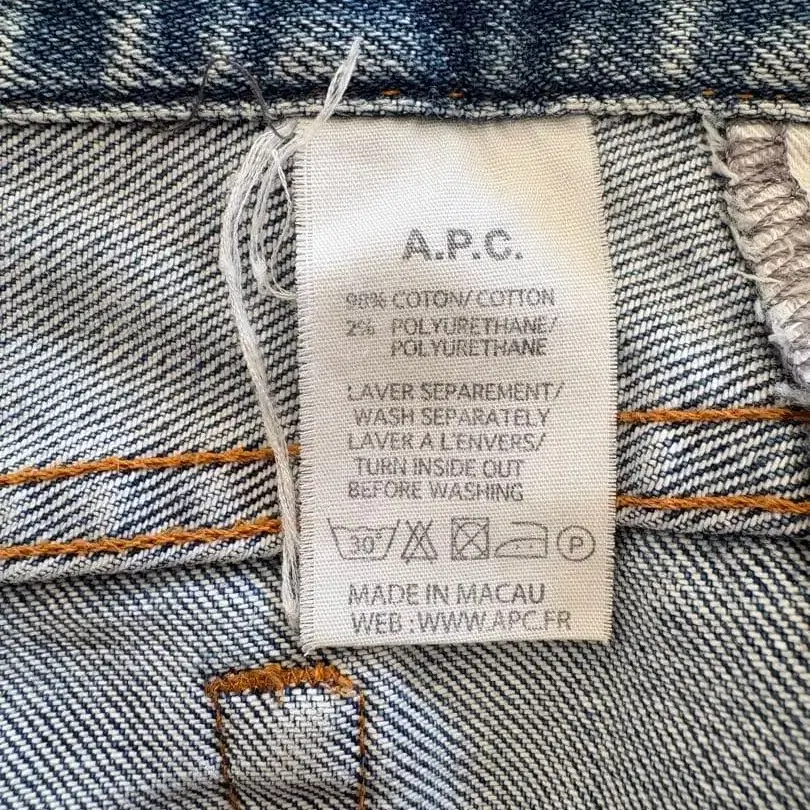 A.P.C.
98% COTON/COTTON
2% POLYURETHANE/
POLYURETHANE
LAVER SEPAREMENT/
WASH SEPARATELY
LAVER A L'ENVERS/
TURN INSIDE OUT
BEFORE WASHING
30° P
MADE IN MACAU
WEB :WWW.APC.FR